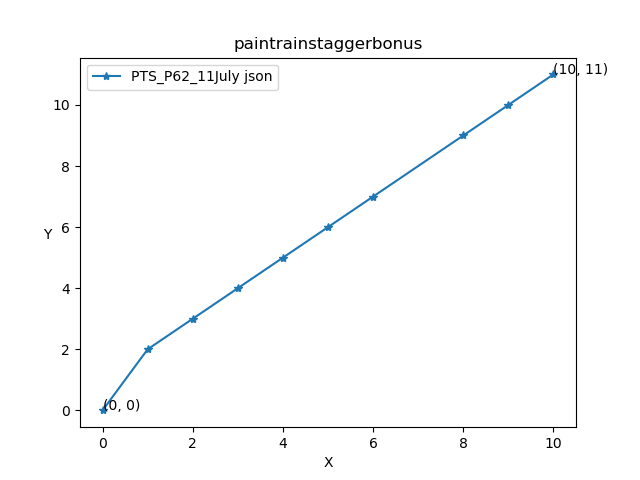 paintrainstaggerbonus
PTS_P62_11July json
(10, 11)
10
8
6
Y
4
2
0
(0, 0)
0 2 4 6 8 10
X